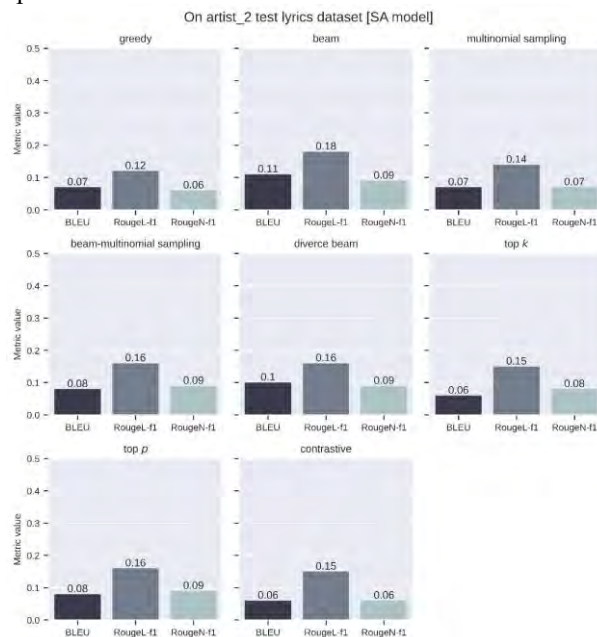 On artist_2 test lyrics dataset [SA model]
greedy beam multinomial sampling
0.5
0.4
0.3
0.2
0.1
0.0
Metric value
0.07 0.12 0.06
0.11 0.18 0.09
0.07 0.14 0.07
BLEU RougeL-f1 RougeN-f1 BLEU RougeL-f1 RougeN-f1 BLEU RougeL-f1 RougeN-f1
beam-multinomial sampling diverce beam top k
0.5
0.4
0.3
0.2
0.1
0.0
Metric value
0.08 0.16 0.09
0.1 0.16 0.09
0.06 0.15 0.08
BLEU RougeL-f1 RougeN-f1 BLEU RougeL-f1 RougeN-f1 BLEU RougeL-f1 RougeN-f1
top p contrastive
0.5
0.4
0.3
0.2
0.1
0.0
Metric value
0.08 0.16 0.09
0.06 0.15 0.06
BLEU RougeL-f1 RougeN-f1 BLEU RougeL-f1 RougeN-f1